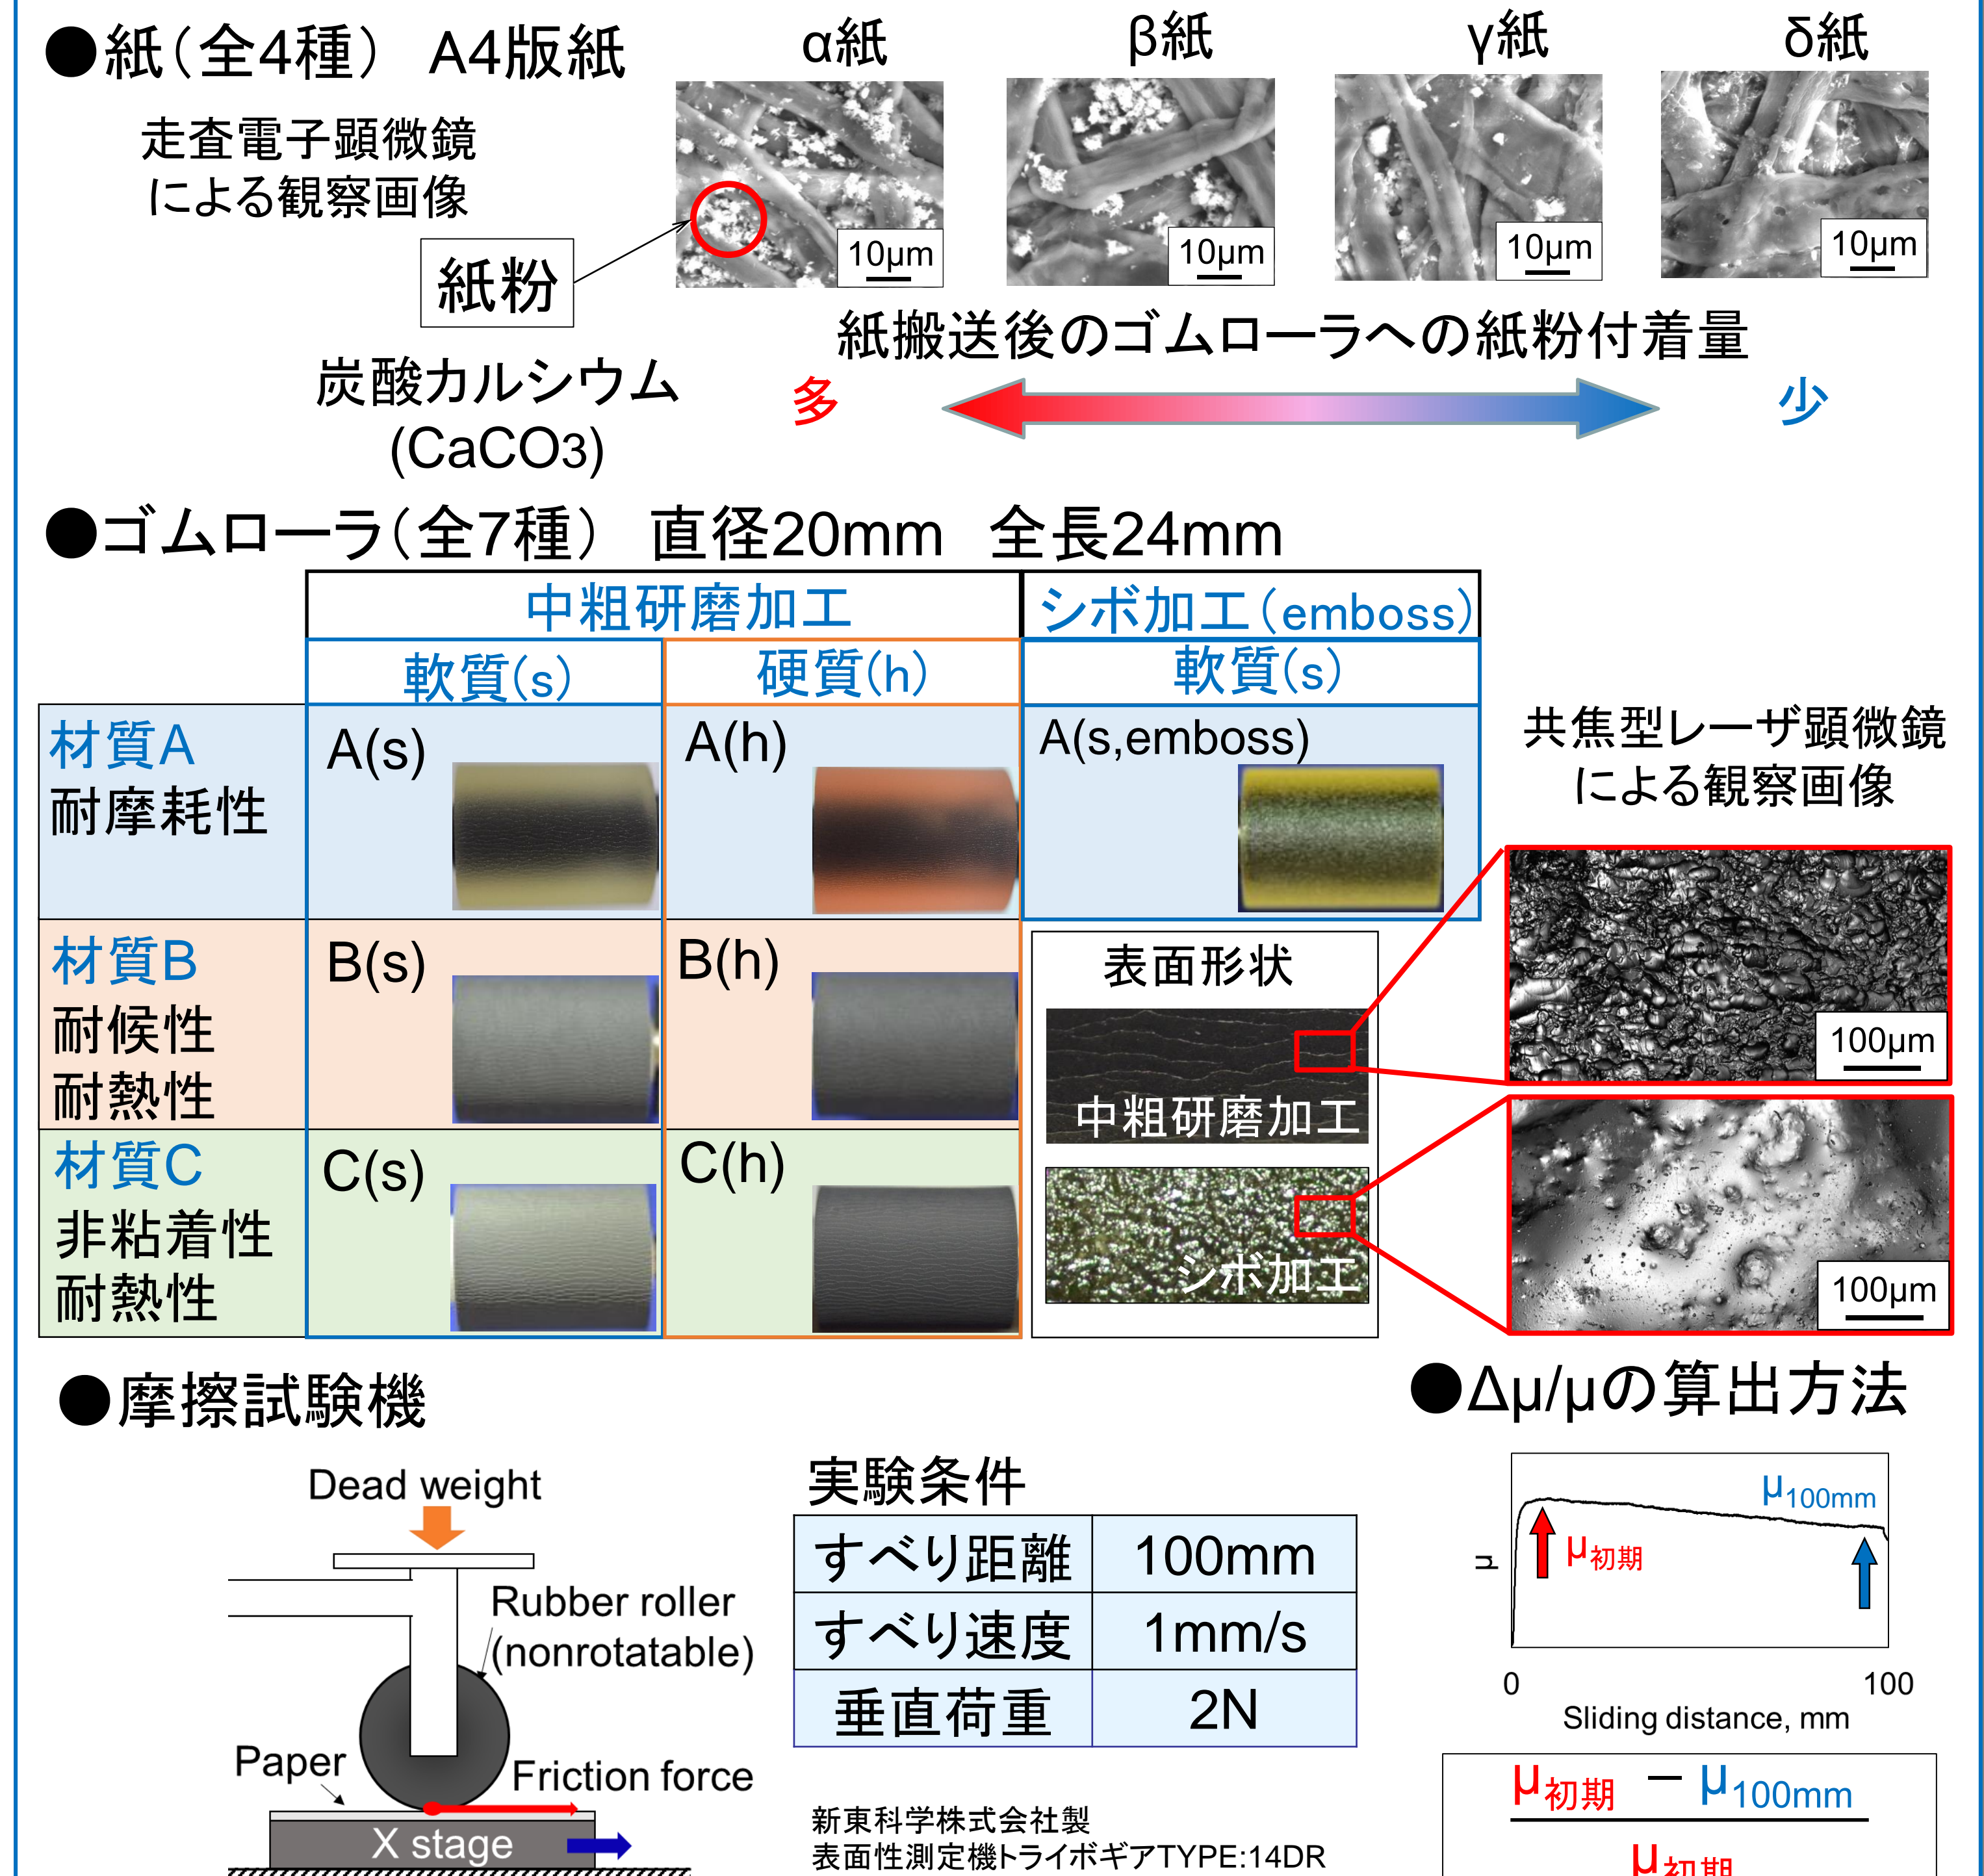 ●紙（全4種） A4版紙
α紙
β紙
γ紙
δ紙
走査電子顕微鏡
による観察画像
紙粉
10μm
10μm
10μm
10μm
炭酸カルシウム
(CaCO3)
紙搬送後のゴムローラへの紙粉付着量
多
少
●ゴムローラ（全7種） 直径20mm 全長24mm
中粗研磨加工
シボ加工（emboss）
軟質(s)
硬質(h)
軟質(s)
材質A
耐摩耗性
A(s)
A(h)
A(s,emboss)
材質B
耐候性
耐熱性
B(s)
B(h)
材質C
非粘着性
耐熱性
C(s)
C(h)
表面形状
中粗研磨加工
シボ加工
共焦型レーザ顕微鏡
による観察画像
100μm
100μm
●摩擦試験機
Dead weight
Rubber roller
(nonrotatable)
Paper
Friction force
X stage
実験条件
すべり距離 100mm
すべり速度 1mm/s
垂直荷重 2N
新東科学株式会社製
表面性測定機トライボギアTYPE:14DR
●Δμ/μの算出方法
μ100mm
μ初期
μ
0 100
Sliding distance, mm
μ初期 − μ100mm
μ初期